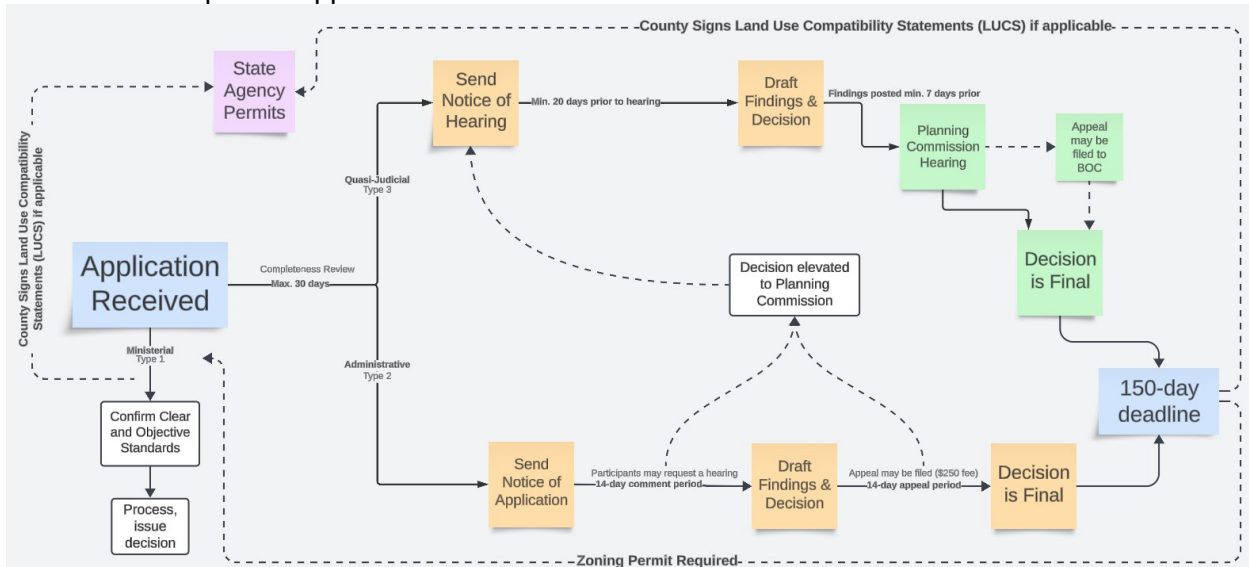 County Signs Land Use Compatibility Statements (LUCS) if applicable
State
Agency
Permits
Send
Notice of
Hearing
Min. 20 days prior to hearing
Draft
Findings &
Decision
Findings posted min. 7 days prior
Planning
Commission
Hearing
Appeal
may be
filed to
BOC
County Signs Land Use Compatibility
Statements (LUCS) if applicable
Quasi-Judicial
Type 3
Application
Received
Completeness Review
Max. 30 days
Decision elevated
to Planning
Commission
Decision
is Final
Ministerial
Type 1
Administrative
Type 2
150-day
deadline
Confirm Clear
and Objective
Standards
Process,
issue
decision
Send
Notice of
Application
Participants may request a hearing
14-day comment period
Draft
Findings &
Decision
Appeal may be filed ($250 fee)
14-day appeal period
Decision
is Final
Zoning Permit Required